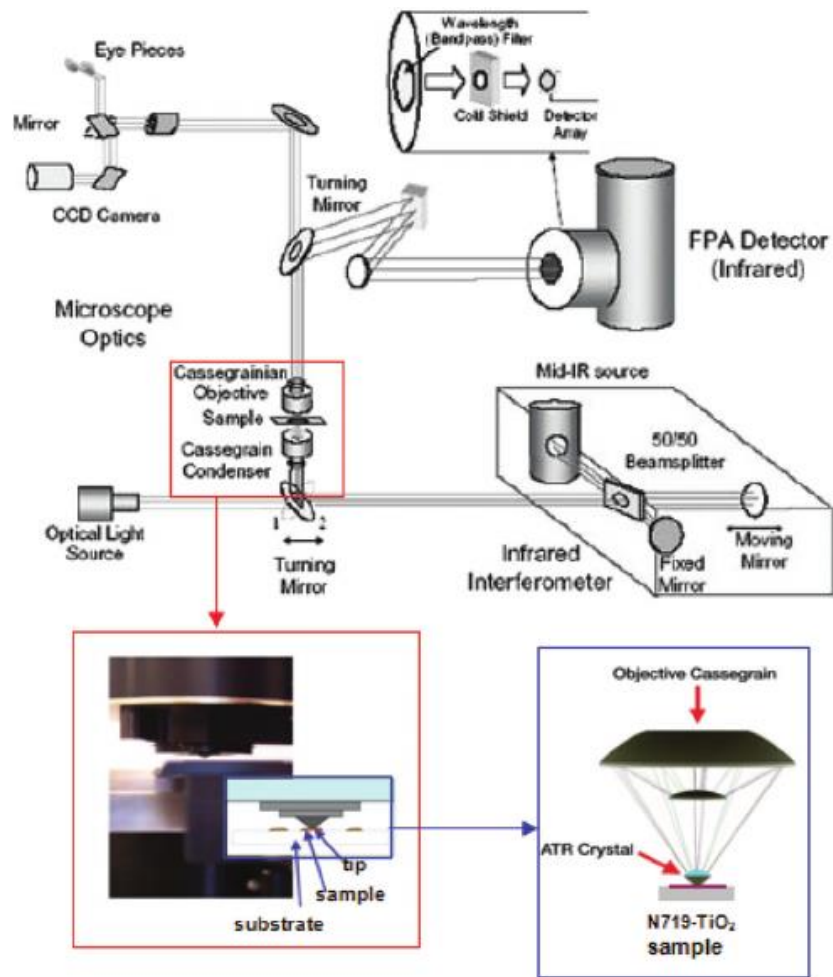 Eye Pieces
Mirror
CCD Camera
Wavelength
(Bandpass) Filter
Cold Shield
Detector
Array
Turning
Mirror
FPA Detector
(Infrared)
Microscope
Optics
Cassegrainian
Objective
Sample
Cassegrain
Condenser
Optical Light
Source
1 2
Turning
Mirror
Mid-IR source
50/50
Beamsplitter
Infrared
Interferometer
Fixed
Mirror
Moving
Mirror
tip
sample
substrate
Objective Cassegrain
ATR Crystal
N719-TiO₂
sample